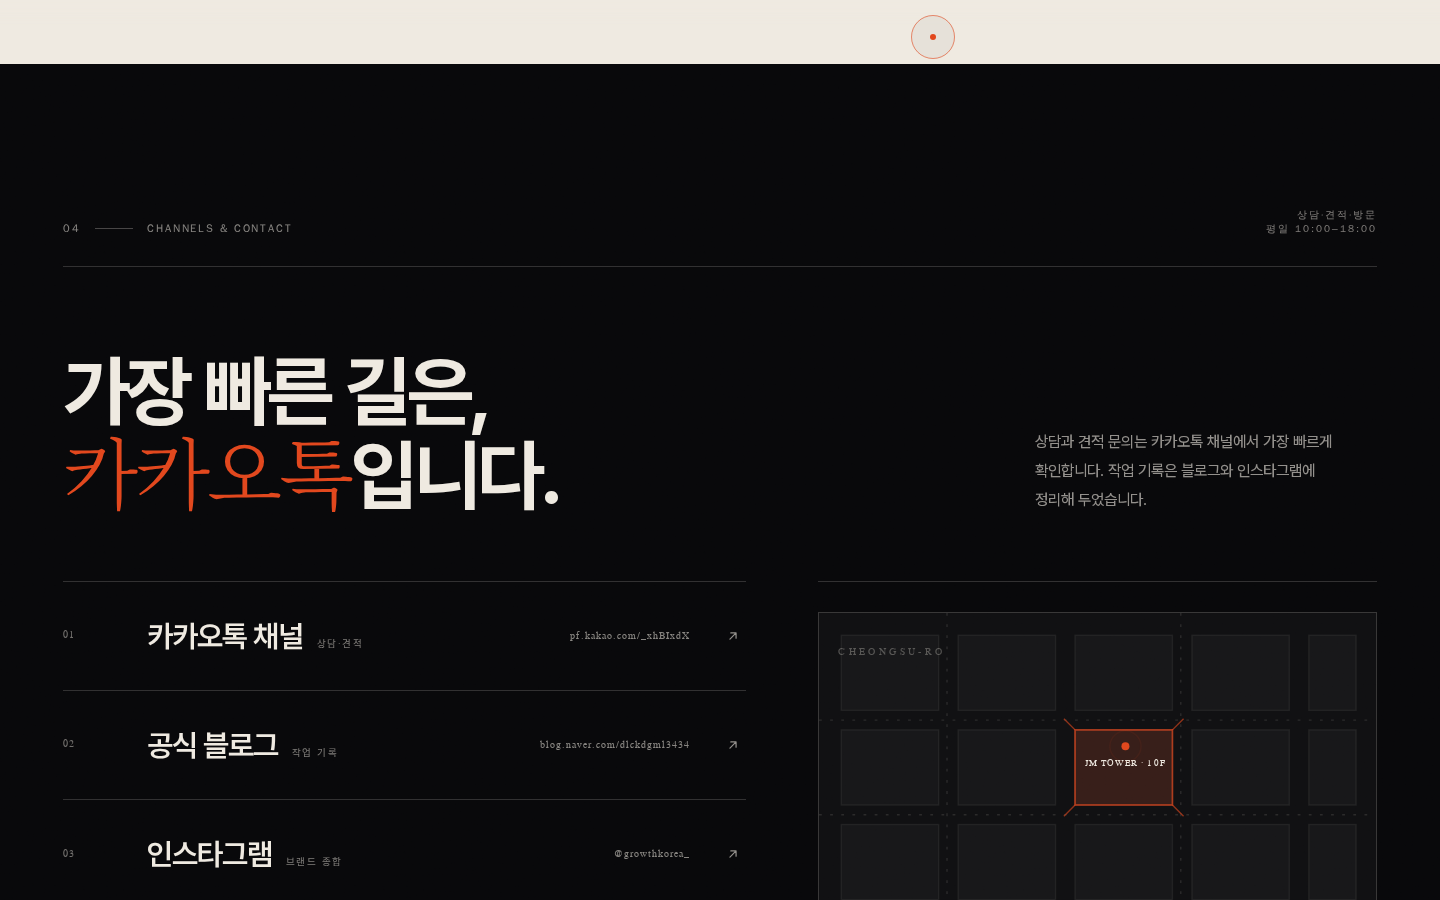 04 CHANNELS & CONTACT
상담·견적·방문
평일 10:00–18:00
가장 빠른 길은,
카카오톡입니다.
상담과 견적 문의는 카카오톡 채널에서 가장 빠르게
확인합니다. 작업 기록은 블로그와 인스타그램에
정리해 두었습니다.
01 카카오톡 채널 상담·견적 pf.kakao.com/_xhBIxdX
02 공식 블로그 작업 기록 blog.naver.com/dlckdgml3434
03 인스타그램 브랜드 종합 @growthkorea_
CHEONGSU-RO
JM TOWER · 10F